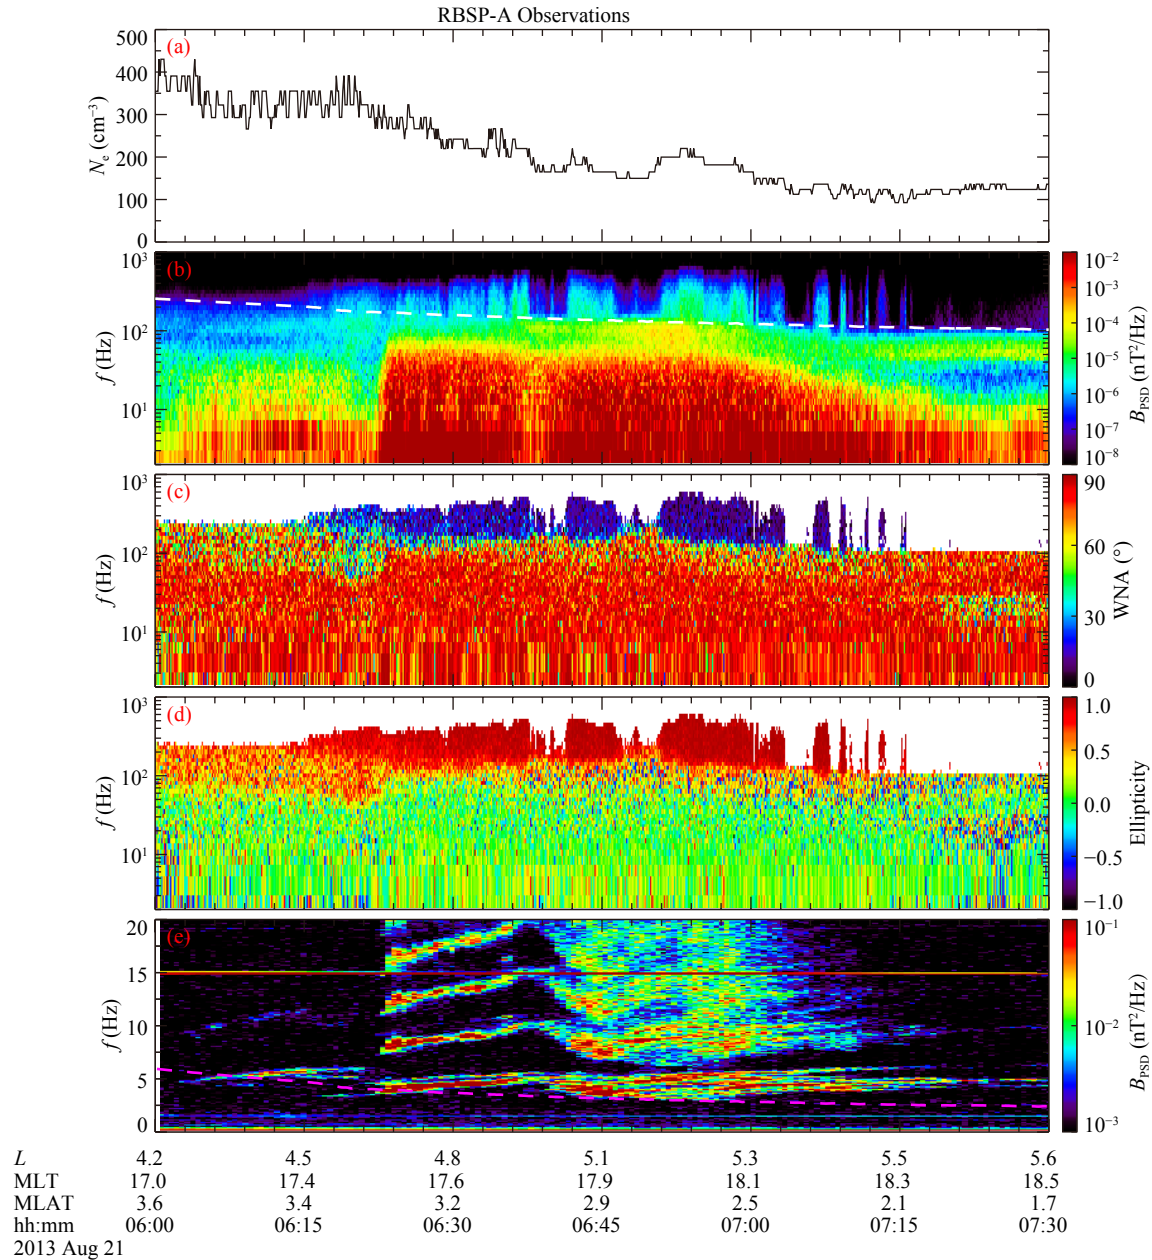 RBSP-A Observations
(a)
500
400
300
200
100
0
Nₑ (cm⁻³)
(b)
10³
10²
10¹
f (Hz)
10⁻²
10⁻³
10⁻⁴
10⁻⁵
10⁻⁶
10⁻⁷
10⁻⁸
B_PSD (nT²/Hz)
(c)
10³
10²
10¹
f (Hz)
90
60
30
0
WNA (°)
(d)
10³
10²
10¹
f (Hz)
1.0
0.5
0.0
−0.5
−1.0
Ellipticity
(e)
20
15
10
5
0
f (Hz)
10⁻¹
10⁻²
10⁻³
B_PSD (nT²/Hz)
L 4.2 4.5 4.8 5.1 5.3 5.5 5.6
MLT 17.0 17.4 17.6 17.9 18.1 18.3 18.5
MLAT 3.6 3.4 3.2 2.9 2.5 2.1 1.7
hh:mm 06:00 06:15 06:30 06:45 07:00 07:15 07:30
2013 Aug 21